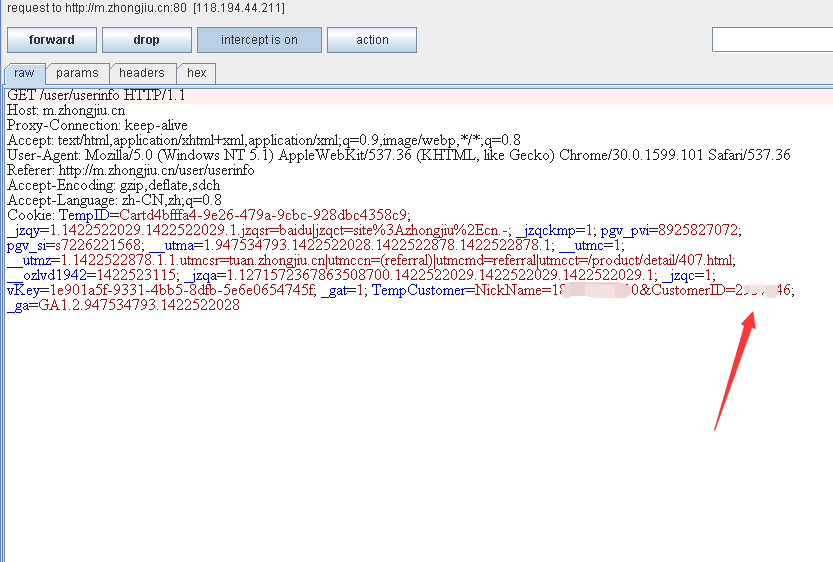 request to http://m.zhongjiu.cn:80 [118.194.44.211]
forward drop intercept is on action
raw params headers hex
GET /user/userinfo HTTP/1.1
Host: m.zhongjiu.cn
Proxy-Connection: keep-alive
Accept: text/html,application/xhtml+xml,application/xml;q=0.9,image/webp,*/*;q=0.8
User-Agent: Mozilla/5.0 (Windows NT 5.1) AppleWebKit/537.36 (KHTML, like Gecko) Chrome/30.0.1599.101 Safari/537.36
Referer: http://m.zhongjiu.cn/user/userinfo
Accept-Encoding: gzip,deflate,sdch
Accept-Language: zh-CN,zh;q=0.8
Cookie: TempID=Cartd4bfffa4-9e26-479a-9cbc-928dbc4358c9;
_jzqy=1.1422522029.1422522029.1.jzqsr=baidu|jzqct=site%3Azhongjiu%2Ecn.-; _jzqckmp=1; pgv_pvi=8925827072;
pgv_si=s7226221568; __utma=1.947534793.1422522028.1422522878.1422522878.1; __utmc=1;
__utmz=1.1422522878.1.1.utmcsr=tuan.zhongjiu.cn|utmccn=(referral)|utmcmd=referral|utmcct=/product/detail/407.html;
__ozlvd1942=1422523115; _jzqa=1.1271572367863508700.1422522029.1422522029.1422522029.1; _jzqc=1;
vKey=1e901a5f-9331-4bb5-8dfb-5e6e0654745f; _gat=1; TempCustomer=NickName=18 0&CustomerID=29 46;
_ga=GA1.2.947534793.1422522028